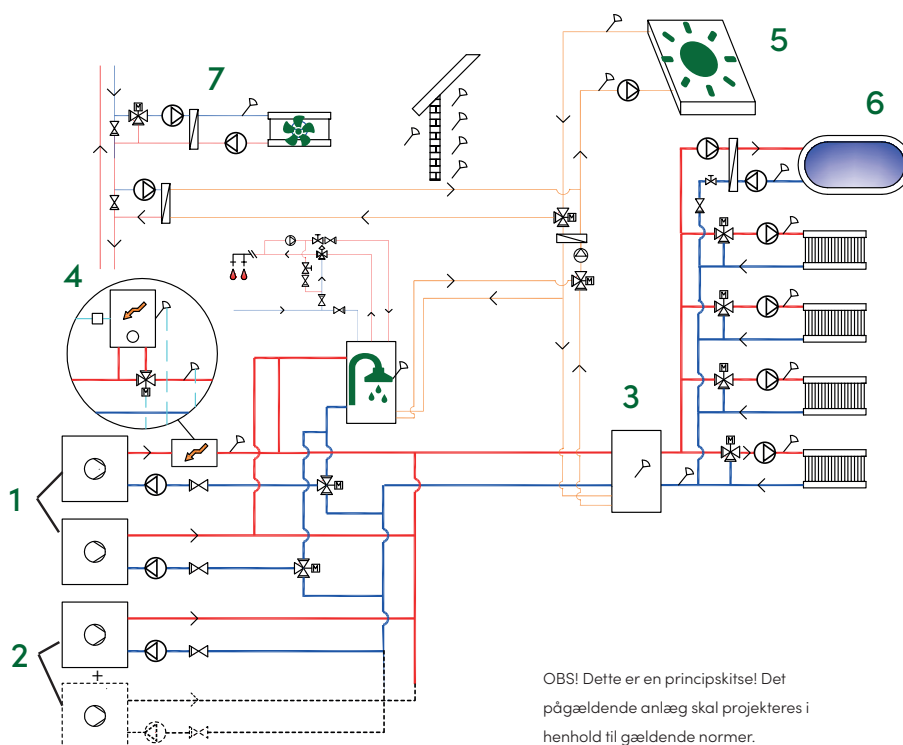 5
7
6
M
M
M
4
M
M
M
M
3
M
M
1
M
2
+
OBS! Dette er en principskitse! Det
pågældende anlæg skal projekteres i
henhold til gældende normer.